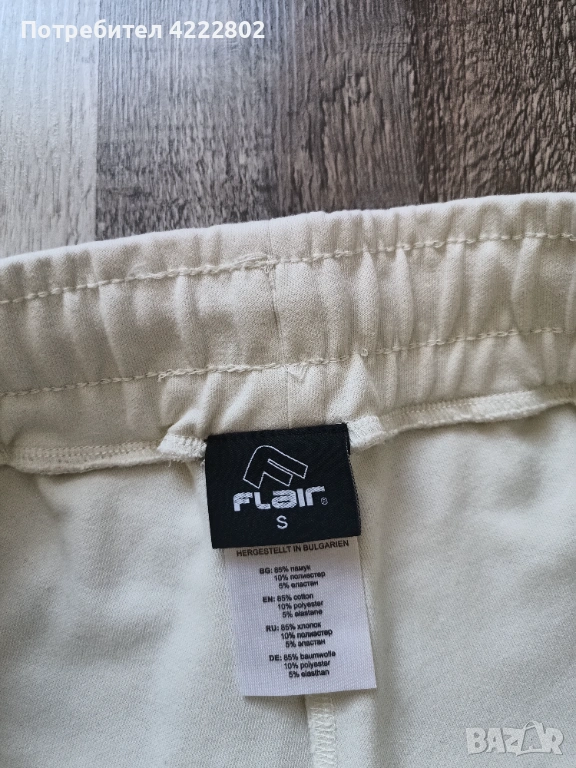 Потребител 4222802
FLair®
S
HERGESTELLT IN BULGARIEN
BG: 85% памук
10% полиестер
5% еластан
EN: 85% cotton
10% polyester
5% elastane
RU: 85% хлопок
10% полиэстер
5% эластан
DE: 85% baumwolle
10% polyester
5% elasthan
BAZAR